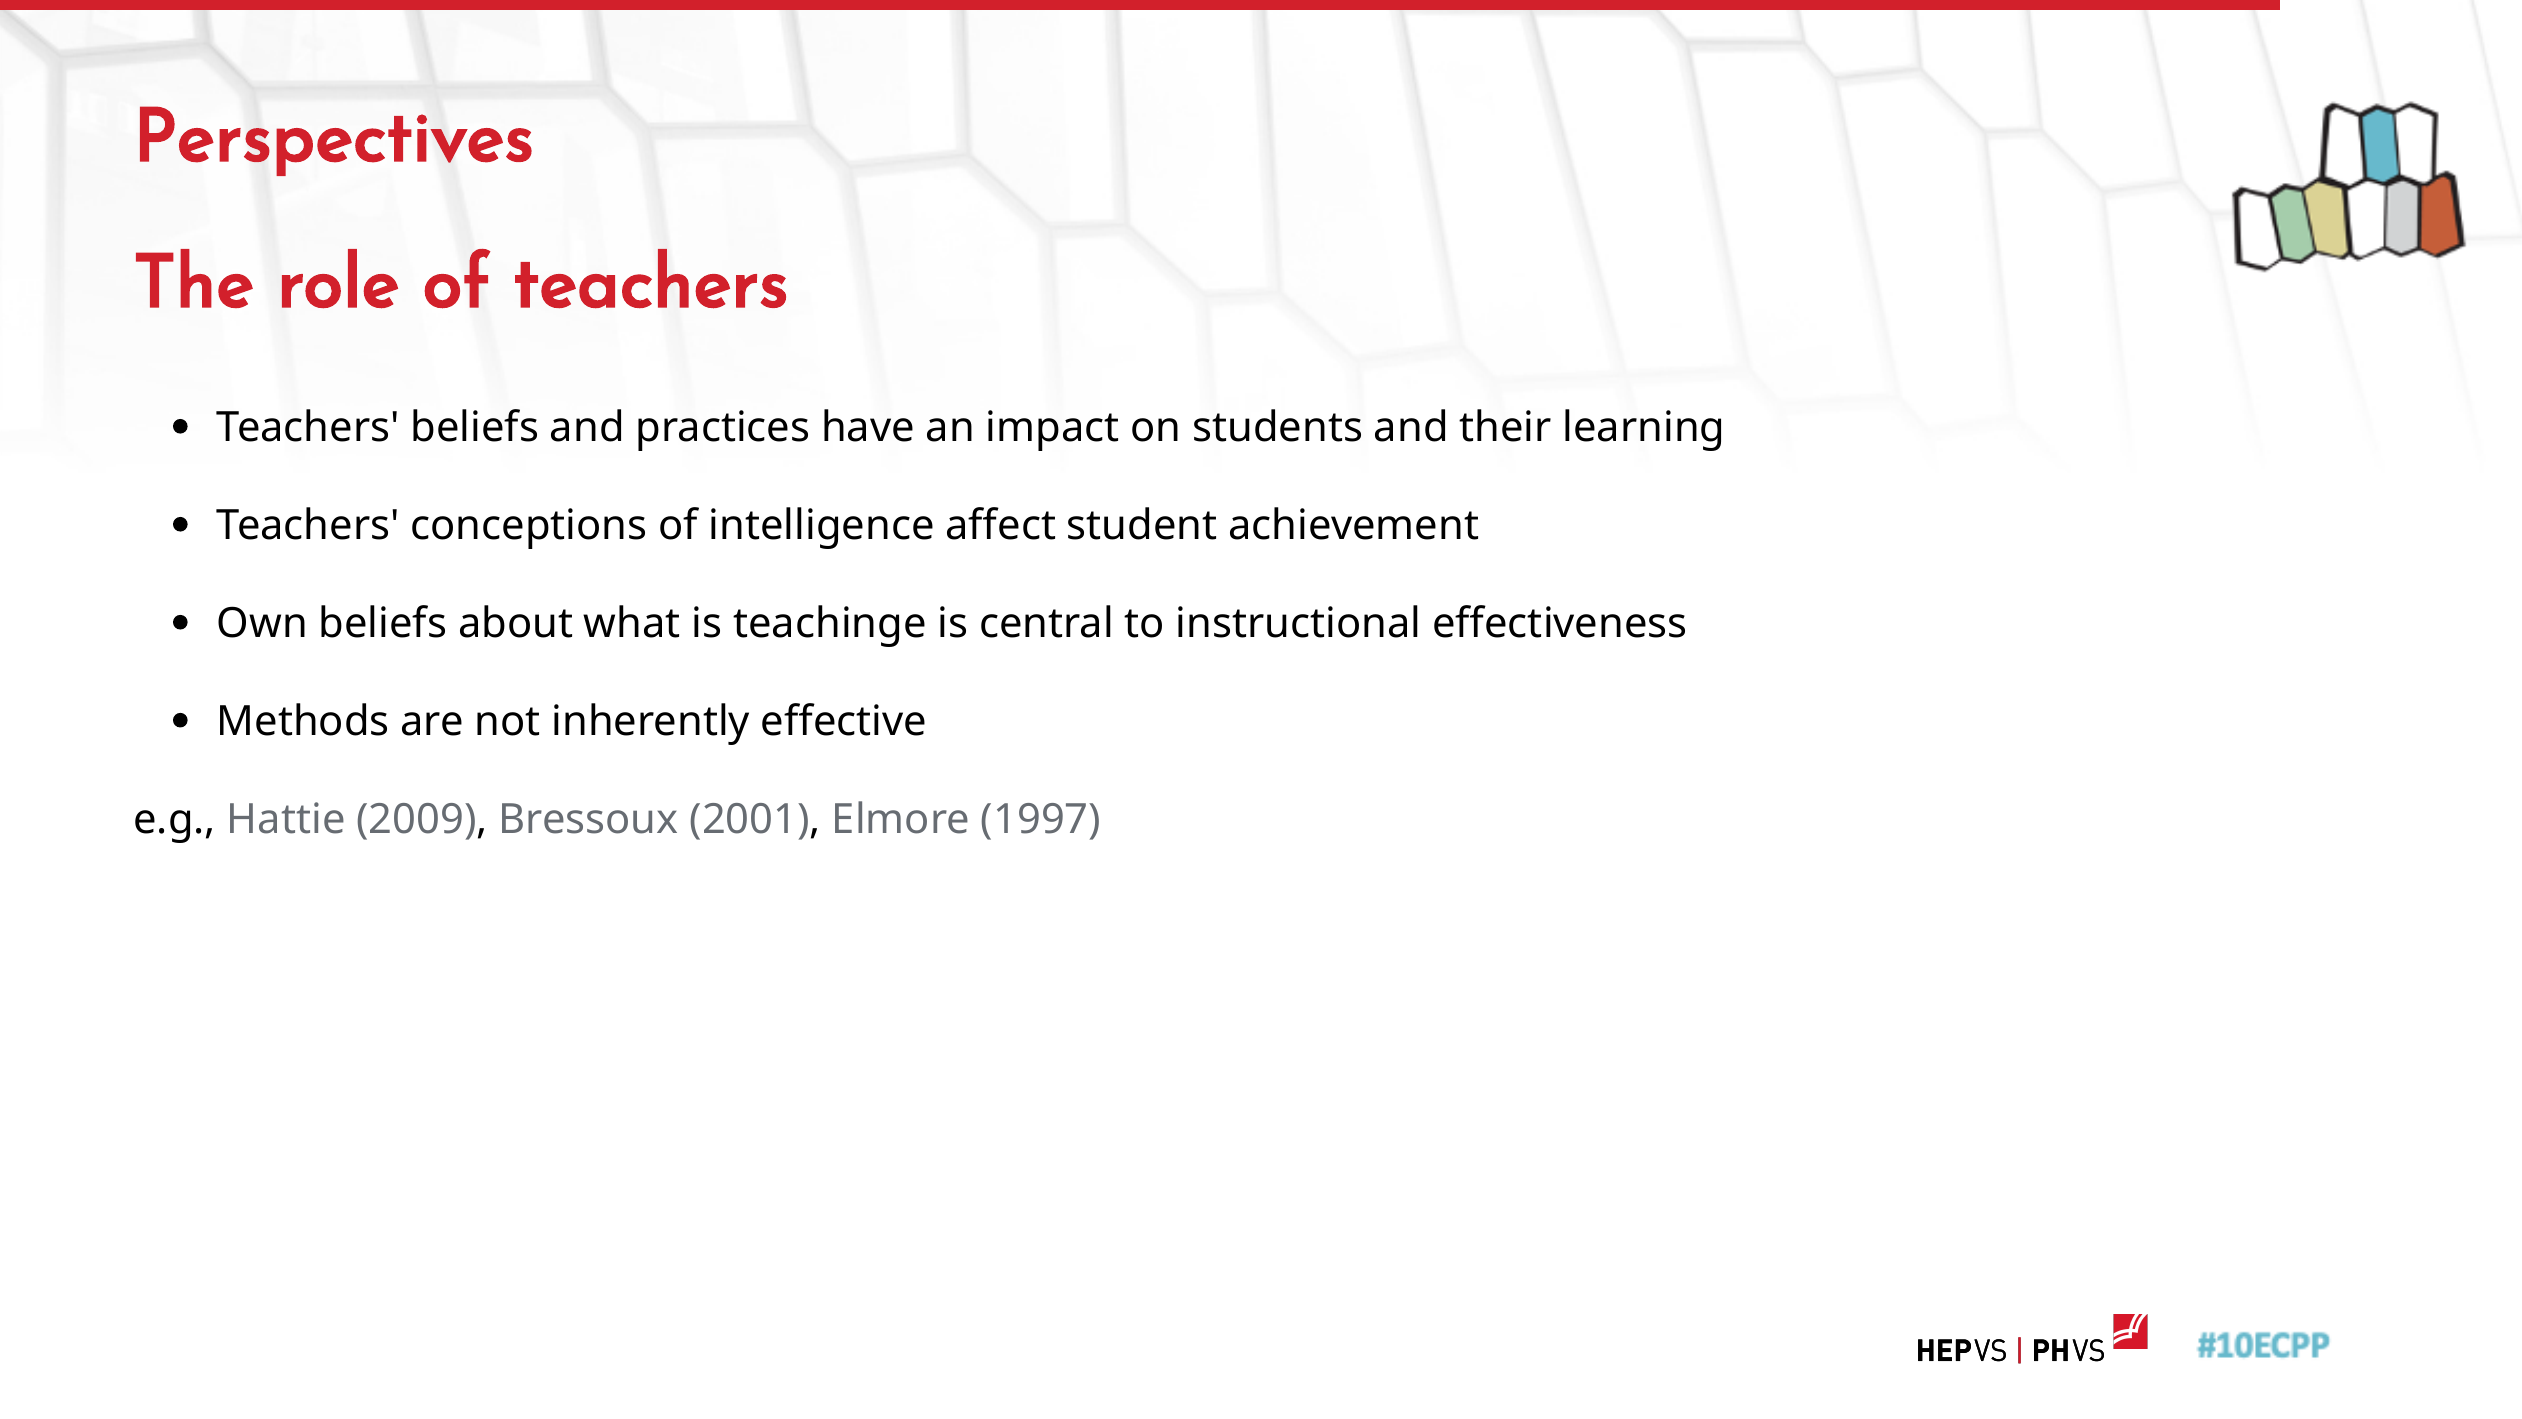 Perspectives
The role of teachers
• Teachers' beliefs and practices have an impact on students and their learning
• Teachers' conceptions of intelligence affect student achievement
• Own beliefs about what is teachinge is central to instructional effectiveness
• Methods are not inherently effective
e.g., Hattie (2009), Bressoux (2001), Elmore (1997)
HEPVS | PHVS
#10ECPP